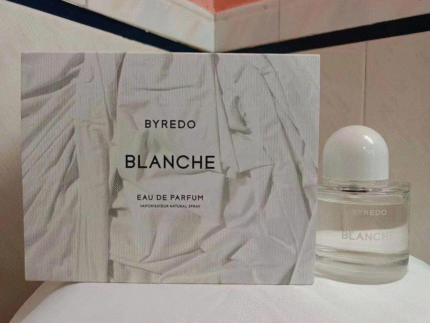 BYREDO
BLANCHE
EAU DE PARFUM
VAPORISATEUR NATURAL SPRAY
BYREDO
BLANCHE